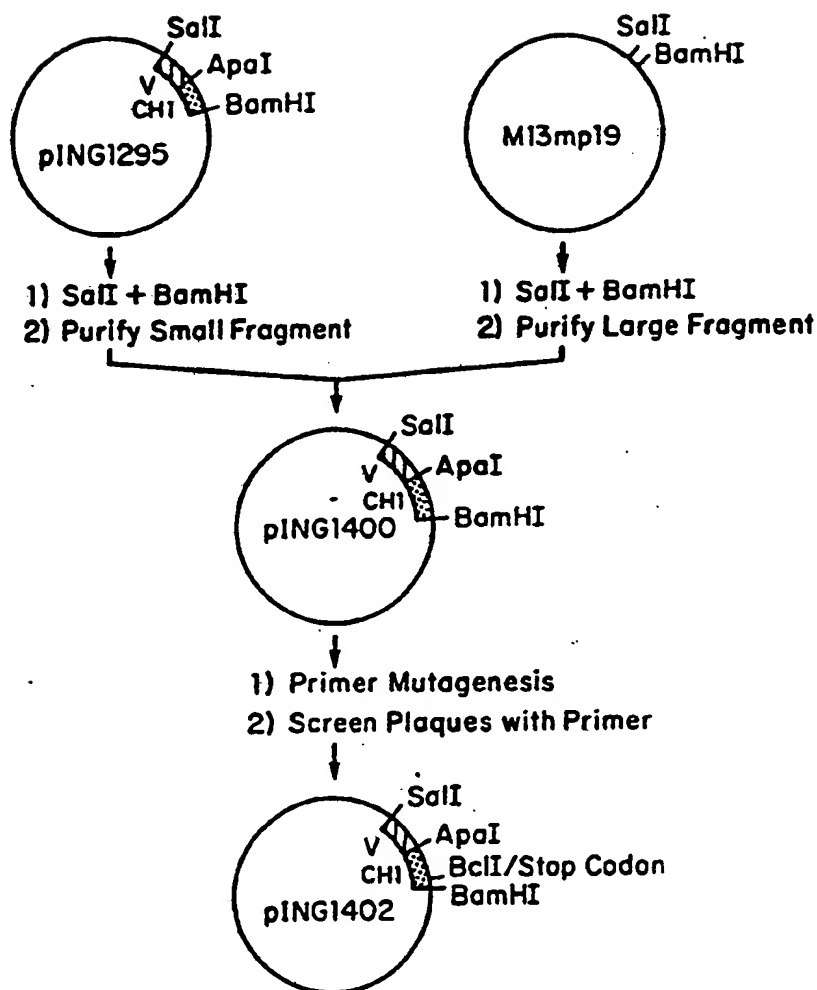 SalI
ApaI
V
CH1
BamHI
pING1295
SalI
BamHI
M13mp19
1) SalI + BamHI
2) Purify Small Fragment
1) SalI + BamHI
2) Purify Large Fragment
SalI
ApaI
V
CH1
BamHI
pING1400
1) Primer Mutagenesis
2) Screen Plaques with Primer
SalI
ApaI
V
CH1
BclI/Stop Codon
BamHI
pING1402